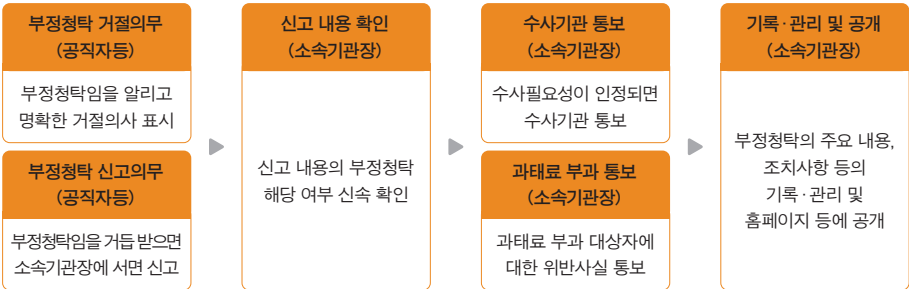 부정청탁 거절의무
(공직자등)
부정청탁임을 알리고
명확한 거절의사 표시
부정청탁 신고의무
(공직자등)
부정청탁임을 거듭 받으면
소속기관장에 서면 신고
신고 내용 확인
(소속기관장)
신고 내용의 부정청탁
해당 여부 신속 확인
수사기관 통보
(소속기관장)
수사필요성이 인정되면
수사기관 통보
과태료 부과 통보
(소속기관장)
과태료 부과 대상자에
대한 위반사실 통보
기록·관리 및 공개
(소속기관장)
부정청탁의 주요 내용,
조치사항 등의
기록·관리 및
홈페이지 등에 공개